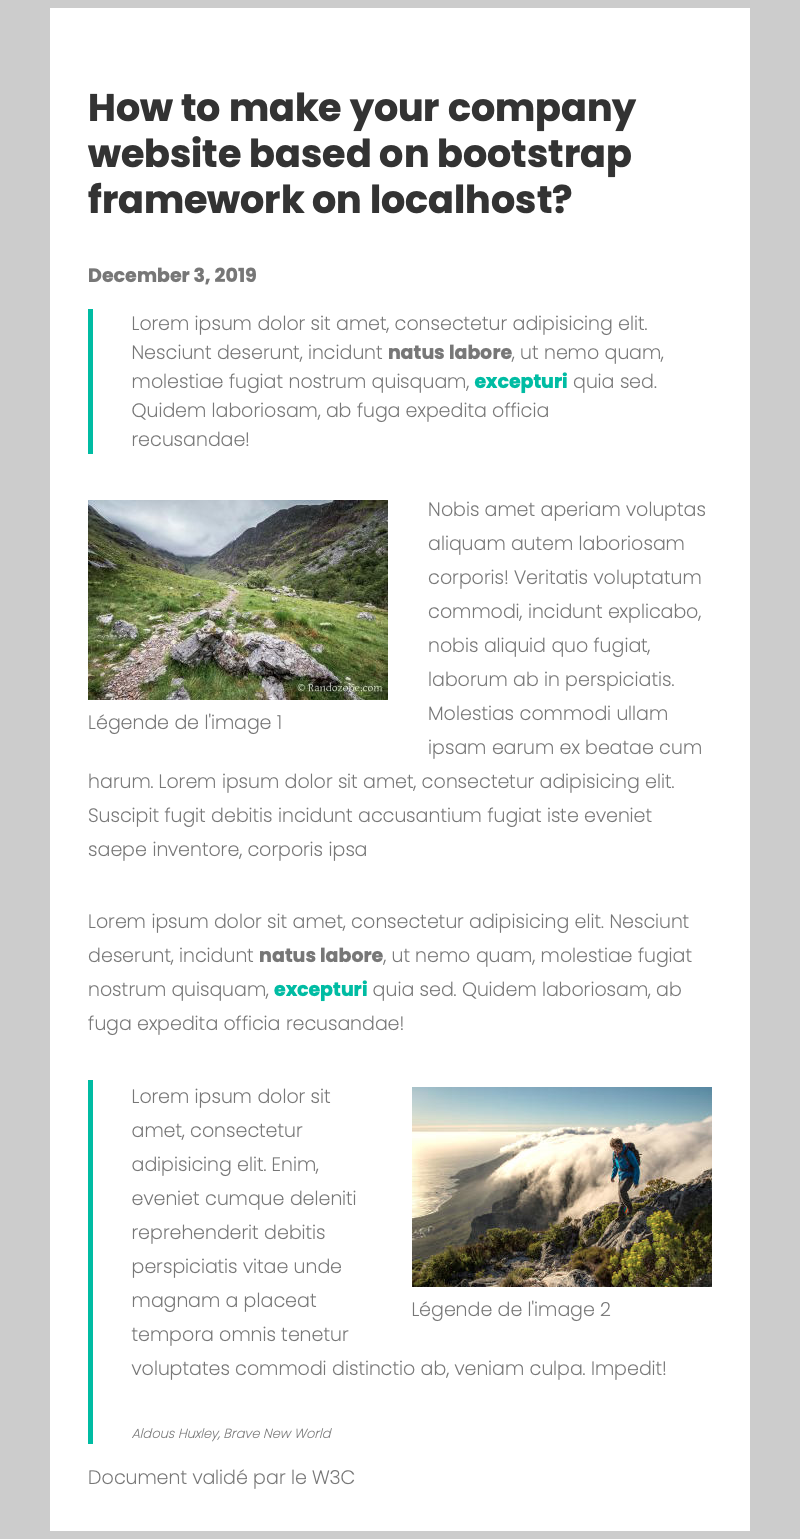 How to make your company
website based on bootstrap
framework on localhost?
December 3, 2019
Lorem ipsum dolor sit amet, consectetur adipisicing elit.
Nesciunt deserunt, incidunt natus labore, ut nemo quam,
molestiae fugiat nostrum quisquam, excepturi quia sed.
Quidem laboriosam, ab fuga expedita officia
recusandae!
© Randozone.com
Légende de l'image 1
Nobis amet aperiam voluptas
aliquam autem laboriosam
corporis! Veritatis voluptatum
commodi, incidunt explicabo,
nobis aliquid quo fugiat,
laborum ab in perspiciatis.
Molestias commodi ullam
ipsam earum ex beatae cum
harum. Lorem ipsum dolor sit amet, consectetur adipisicing elit.
Suscipit fugit debitis incidunt accusantium fugiat iste eveniet
saepe inventore, corporis ipsa
Lorem ipsum dolor sit amet, consectetur adipisicing elit. Nesciunt
deserunt, incidunt natus labore, ut nemo quam, molestiae fugiat
nostrum quisquam, excepturi quia sed. Quidem laboriosam, ab
fuga expedita officia recusandae!
Lorem ipsum dolor sit
amet, consectetur
adipisicing elit. Enim,
eveniet cumque deleniti
reprehenderit debitis
perspiciatis vitae unde
magnam a placeat
tempora omnis tenetur
voluptates commodi distinctio ab, veniam culpa. Impedit!
Légende de l'image 2
Aldous Huxley, Brave New World
Document validé par le W3C